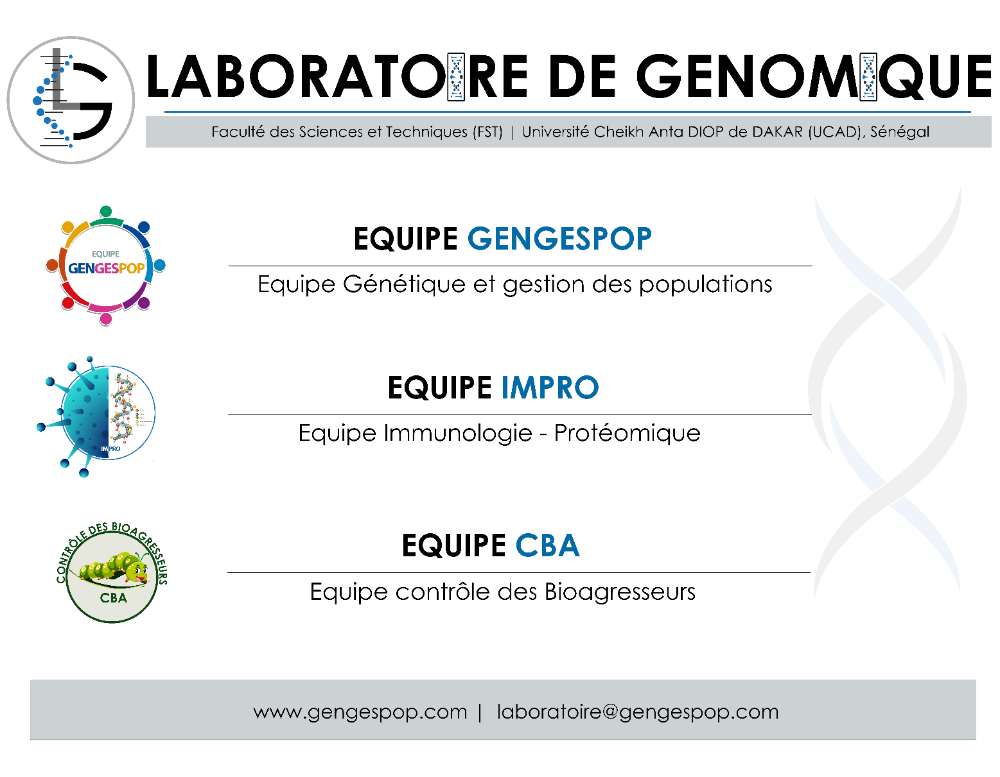 LABORATOIRE DE GENOMIQUE
Faculté des Sciences et Techniques (FST) | Université Cheikh Anta DIOP de DAKAR (UCAD), Sénégal
EQUIPE
GENGESPOP
EQUIPE GENGESPOP
Equipe Génétique et gestion des populations
IMPRO
EQUIPE IMPRO
Equipe Immunologie - Protéomique
CONTRÔLE DES BIOAGRESSEURS
CBA
EQUIPE CBA
Equipe contrôle des Bioagresseurs
www.gengespop.com | laboratoire@gengespop.com